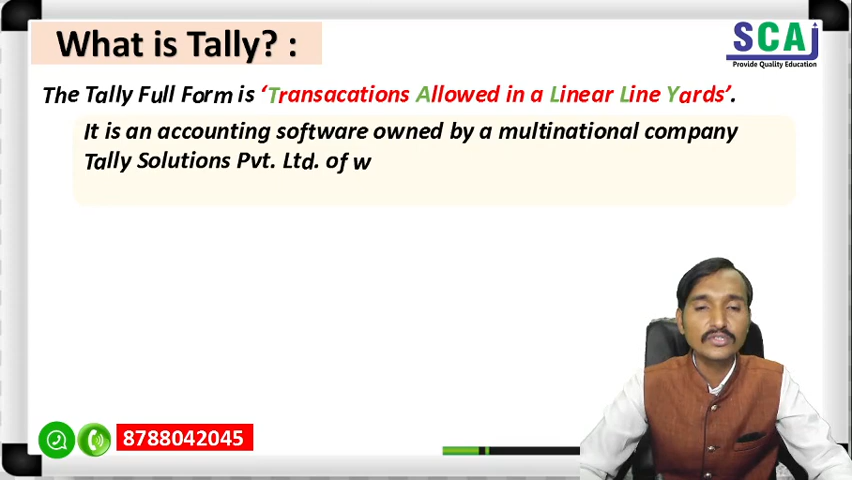 What is Tally? :
SCAJ
Provide Quality Education
The Tally Full Form is ‘Transacations Allowed in a Linear Line Yards’.
It is an accounting software owned by a multinational company
Tally Solutions Pvt. Ltd. of w
8788042045